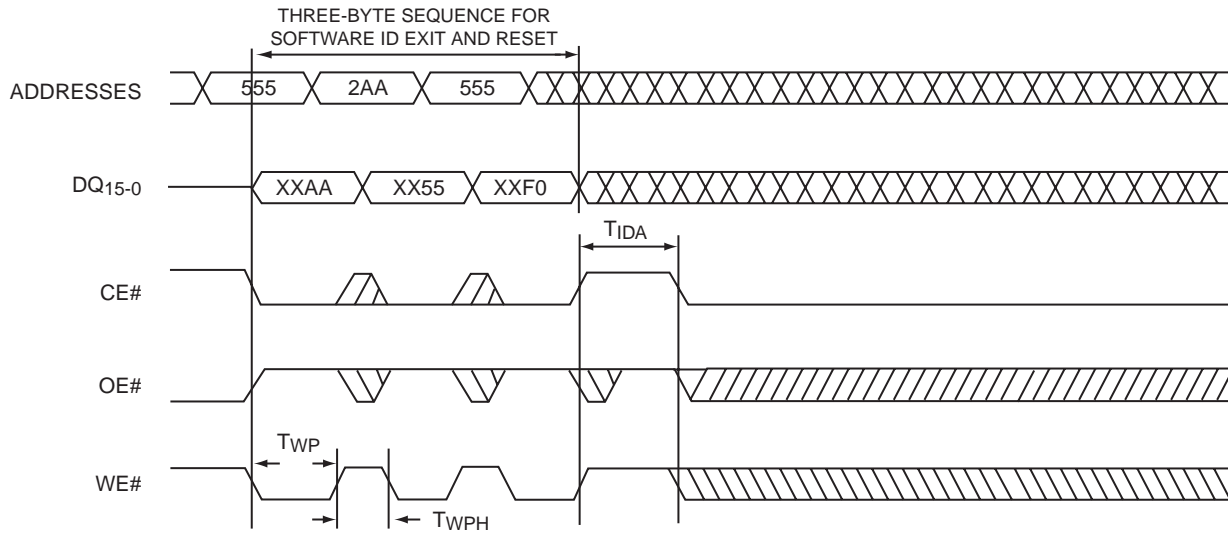 THREE-BYTE SEQUENCE FOR
SOFTWARE ID EXIT AND RESET
ADDRESSES
555
2AA
555
DQ15-0
XXAA
XX55
XXF0
TIDA
CE#
OE#
TWP
WE#
TWPH